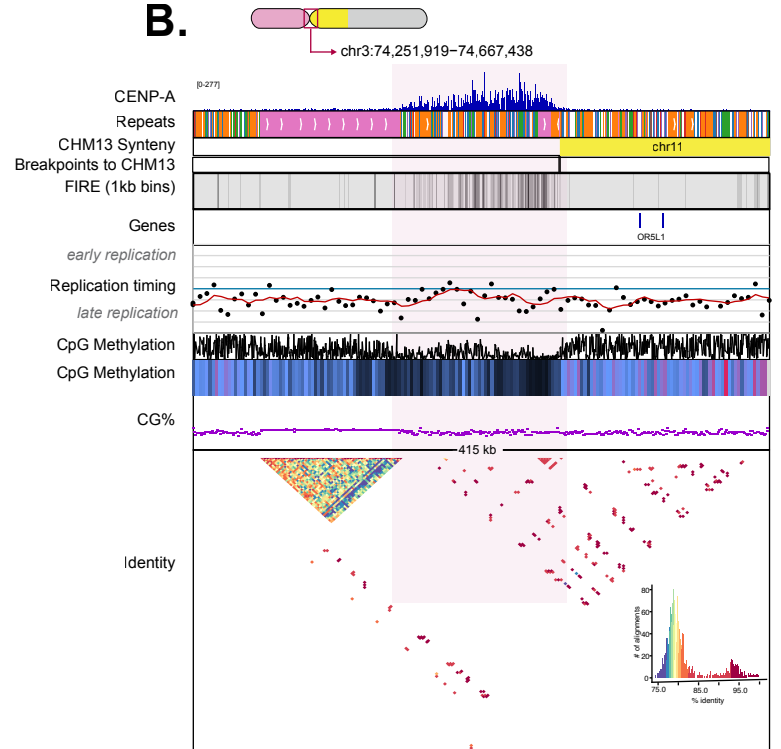 B.
chr3:74,251,919−74,667,438
[0-277]
CENP-A
Repeats
CHM13 Synteny
chr11
Breakpoints to CHM13
FIRE (1kb bins)
Genes
OR5L1
early replication
Replication timing
late replication
CpG Methylation
CpG Methylation
CG%
415 kb
Identity
# of alignments
80
60
40
20
0
75.0 85.0 95.0
% identity